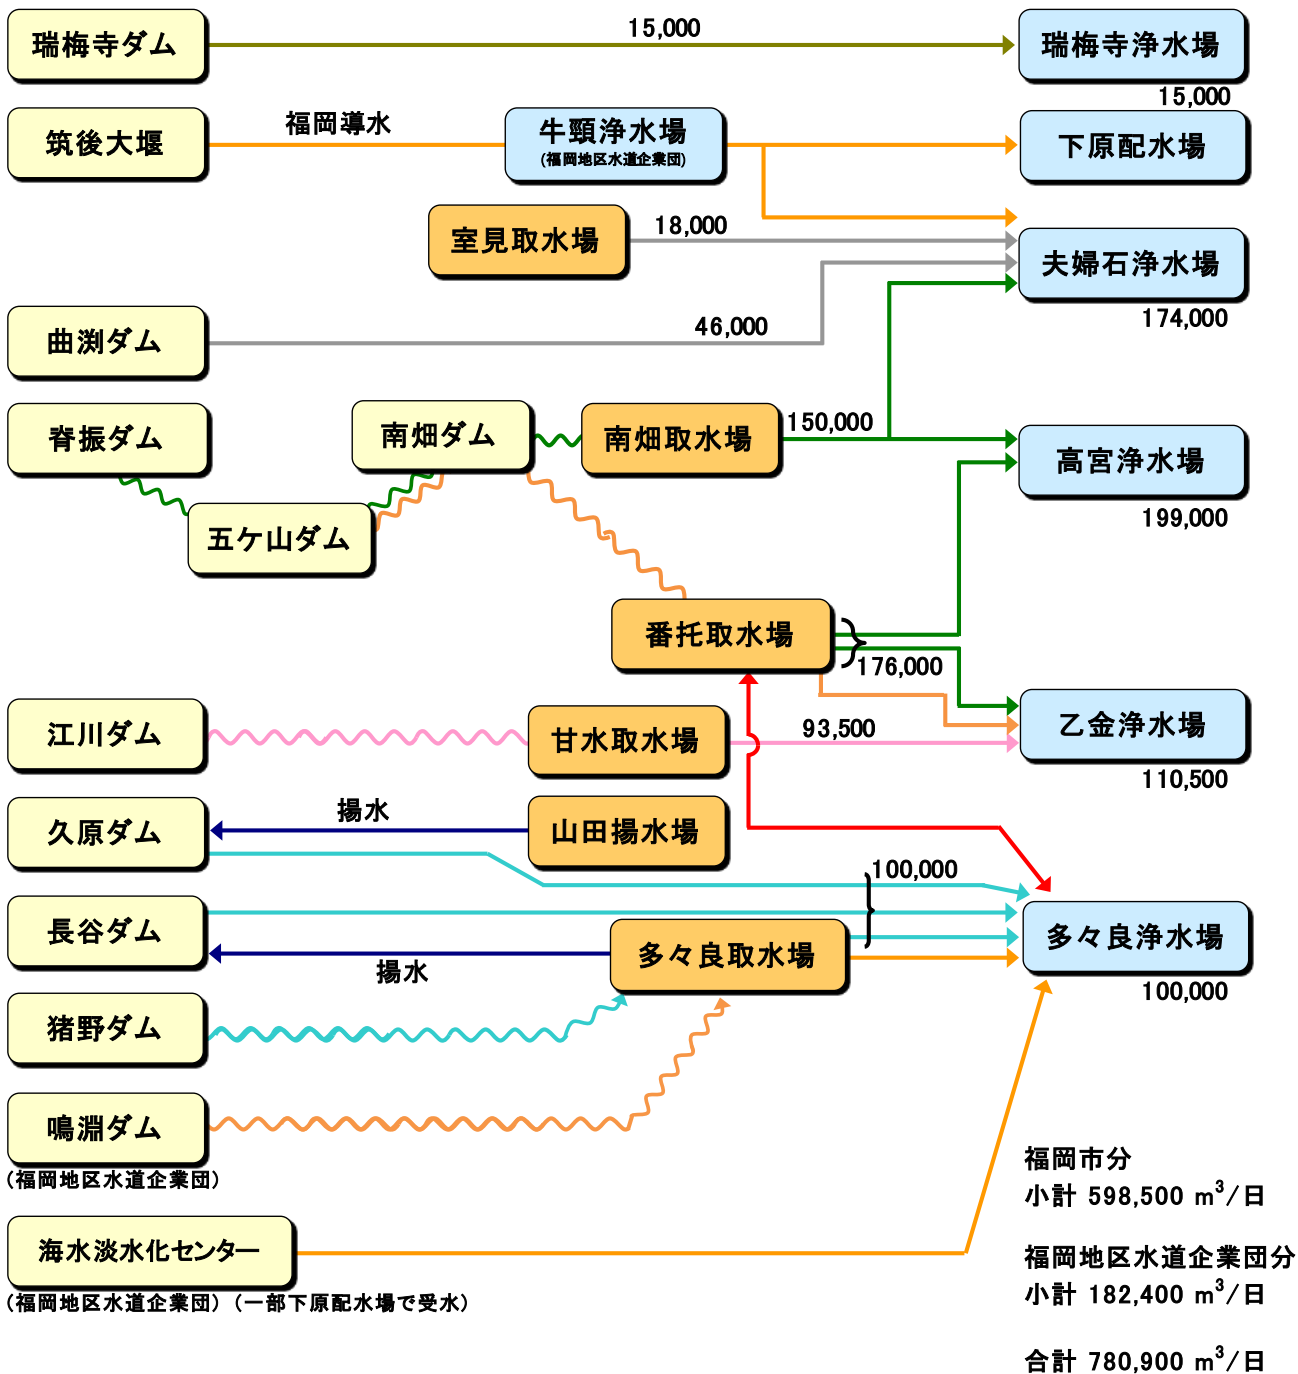 瑞梅寺ダム
15,000
瑞梅寺浄水場
15,000
筑後大堰
福岡導水
牛頸浄水場
(福岡地区水道企業団)
下原配水場
室見取水場
18,000
夫婦石浄水場
174,000
曲渕ダム
46,000
脊振ダム
南畑ダム
南畑取水場
150,000
高宮浄水場
199,000
五ケ山ダム
番托取水場
176,000
江川ダム
甘水取水場
93,500
乙金浄水場
110,500
久原ダム
揚水
山田揚水場
100,000
長谷ダム
揚水
多々良取水場
多々良浄水場
100,000
猪野ダム
鳴淵ダム
(福岡地区水道企業団)
海水淡水化センター
(福岡地区水道企業団) (一部下原配水場で受水)
福岡市分
小計 598,500 m³/日
福岡地区水道企業団分
小計 182,400 m³/日
合計 780,900 m³/日